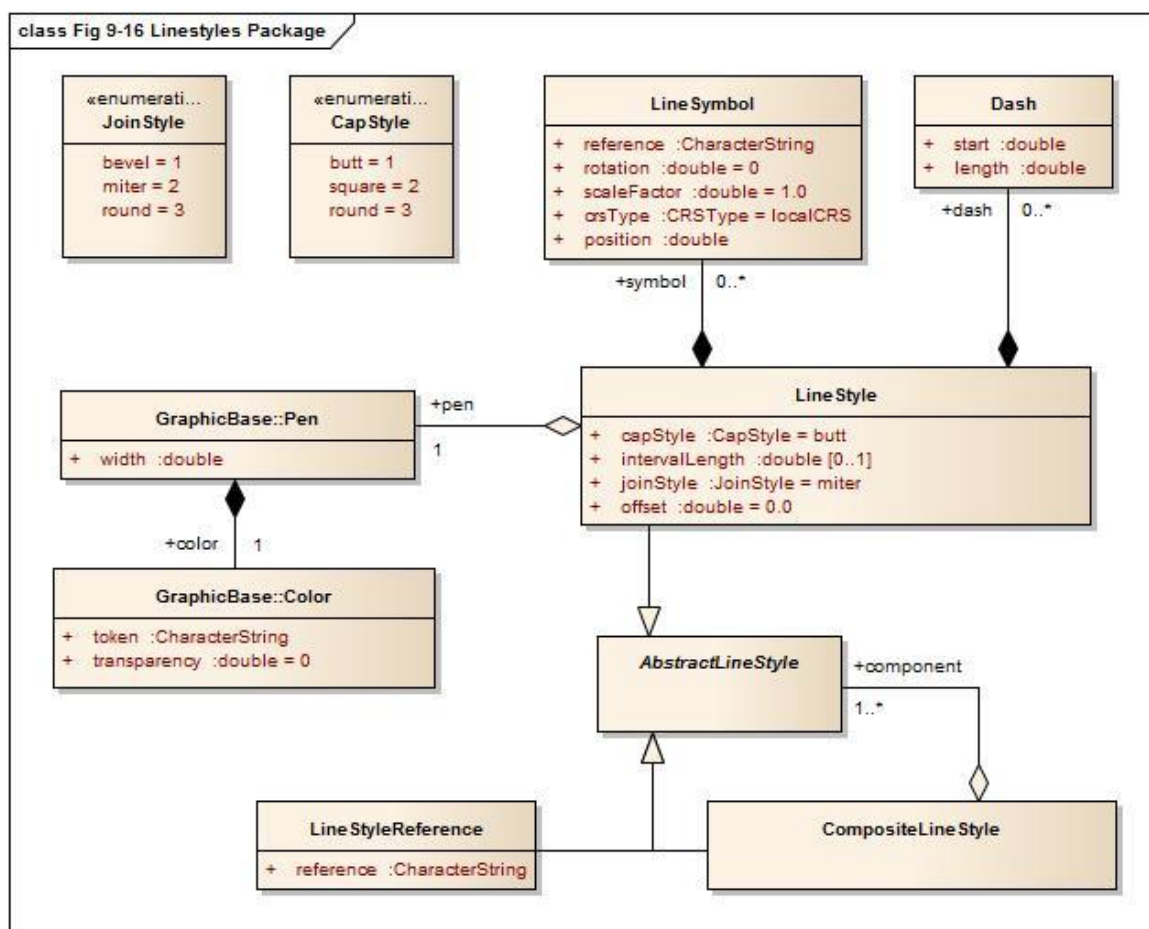 class Fig 9-16 Linestyles Package
«enumerati...
JoinStyle
bevel = 1
miter = 2
round = 3
«enumerati...
CapStyle
butt = 1
square = 2
round = 3
LineSymbol
+ reference :CharacterString
+ rotation :double = 0
+ scaleFactor :double = 1.0
+ crsType :CRSType = localCRS
+ position :double
Dash
+ start :double
+ length :double
+symbol 0..*
+dash 0..*
GraphicBase::Pen
+ width :double
+pen
1
LineStyle
+ capStyle :CapStyle = butt
+ intervalLength :double [0..1]
+ joinStyle :JoinStyle = miter
+ offset :double = 0.0
+color 1
GraphicBase::Color
+ token :CharacterString
+ transparency :double = 0
AbstractLineStyle
+component
1..*
LineStyleReference
+ reference :CharacterString
CompositeLineStyle